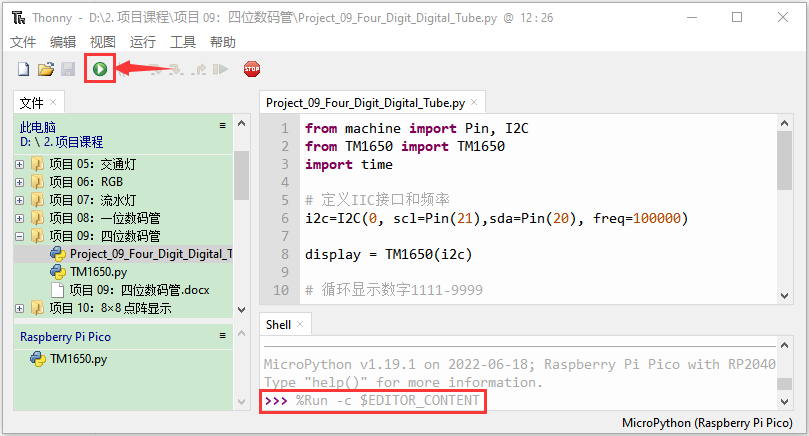 Thonny - D:\2. 项目课程\项目 09：四位数码管\Project_09_Four_Digit_Digital_Tube.py @ 12 : 26
文件 编辑 视图 运行 工具 帮助
STOP
文件
此电脑
D: \ 2. 项目课程
项目 05：交通灯
项目 06：RGB
项目 07：流水灯
项目 08：一位数码管
项目 09：四位数码管
Project_09_Four_Digit_Digital_T
TM1650.py
项目 09：四位数码管.docx
项目 10：8×8 点阵显示
Raspberry Pi Pico
TM1650.py
Project_09_Four_Digit_Digital_Tube.py
1 from machine import Pin, I2C
2 from TM1650 import TM1650
3 import time
4
5 # 定义IIC接口和频率
6 i2c=I2C(0, scl=Pin(21),sda=Pin(20), freq=100000)
7
8 display = TM1650(i2c)
9
10 # 循环显示数字1111-9999
Shell
MicroPython v1.19.1 on 2022-06-18; Raspberry Pi Pico with RP2040
Type "help()" for more information.
>>> %Run -c $EDITOR_CONTENT
MicroPython (Raspberry Pi Pico)